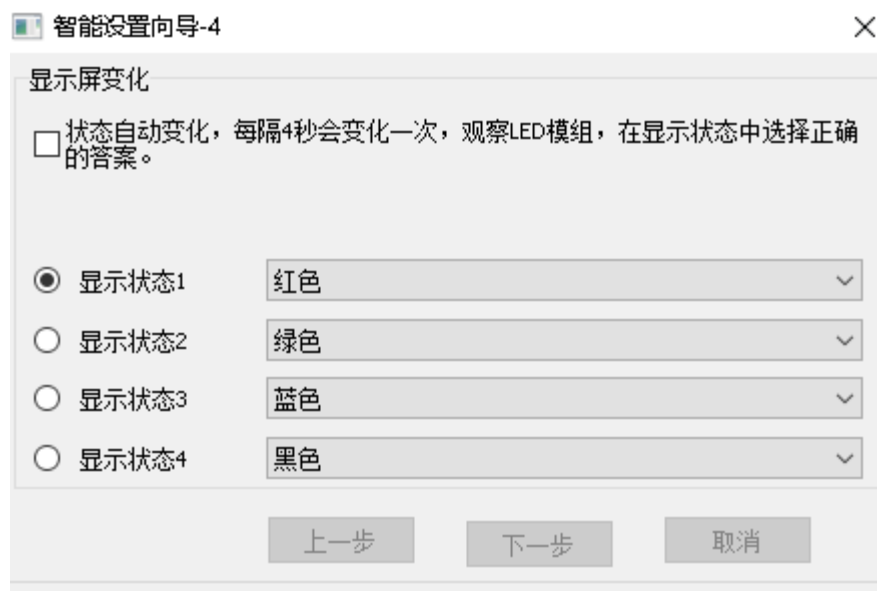 智能设置向导-4
显示屏变化
状态自动变化，每隔4秒会变化一次，观察LED模组，在显示状态中选择正确
的答案。
显示状态1 红色
显示状态2 绿色
显示状态3 蓝色
显示状态4 黑色
上一步 下一步 取消